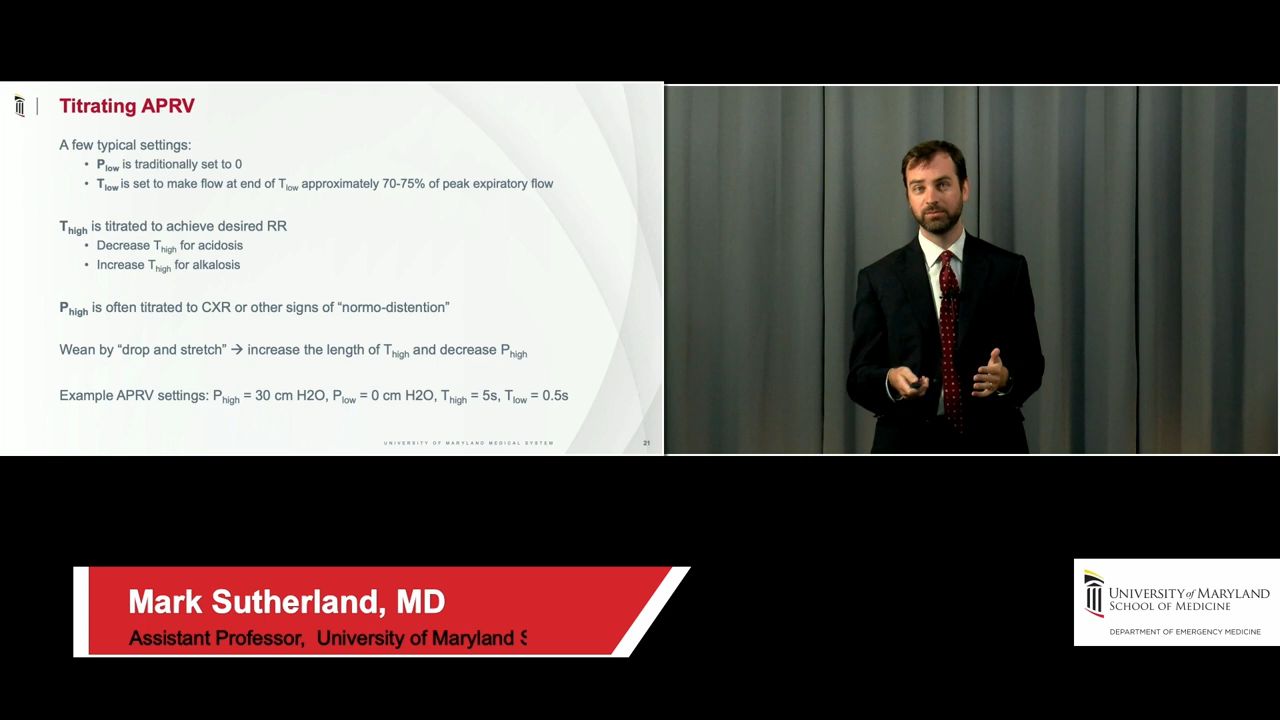 Titrating APRV
A few typical settings:
• Plow is traditionally set to 0
• Tlow is set to make flow at end of Tlow approximately 70-75% of peak expiratory flow
Thigh is titrated to achieve desired RR
• Decrease Thigh for acidosis
• Increase Thigh for alkalosis
Phigh is often titrated to CXR or other signs of “normo-distention”
Wean by “drop and stretch” → increase the length of Thigh and decrease Phigh
Example APRV settings: Phigh = 30 cm H2O, Plow = 0 cm H2O, Thigh = 5s, Tlow = 0.5s
UNIVERSITY OF MARYLAND MEDICAL SYSTEM
21
Mark Sutherland, MD
Assistant Professor, University of Maryland S
UNIVERSITY of MARYLAND
SCHOOL OF MEDICINE
DEPARTMENT OF EMERGENCY MEDICINE